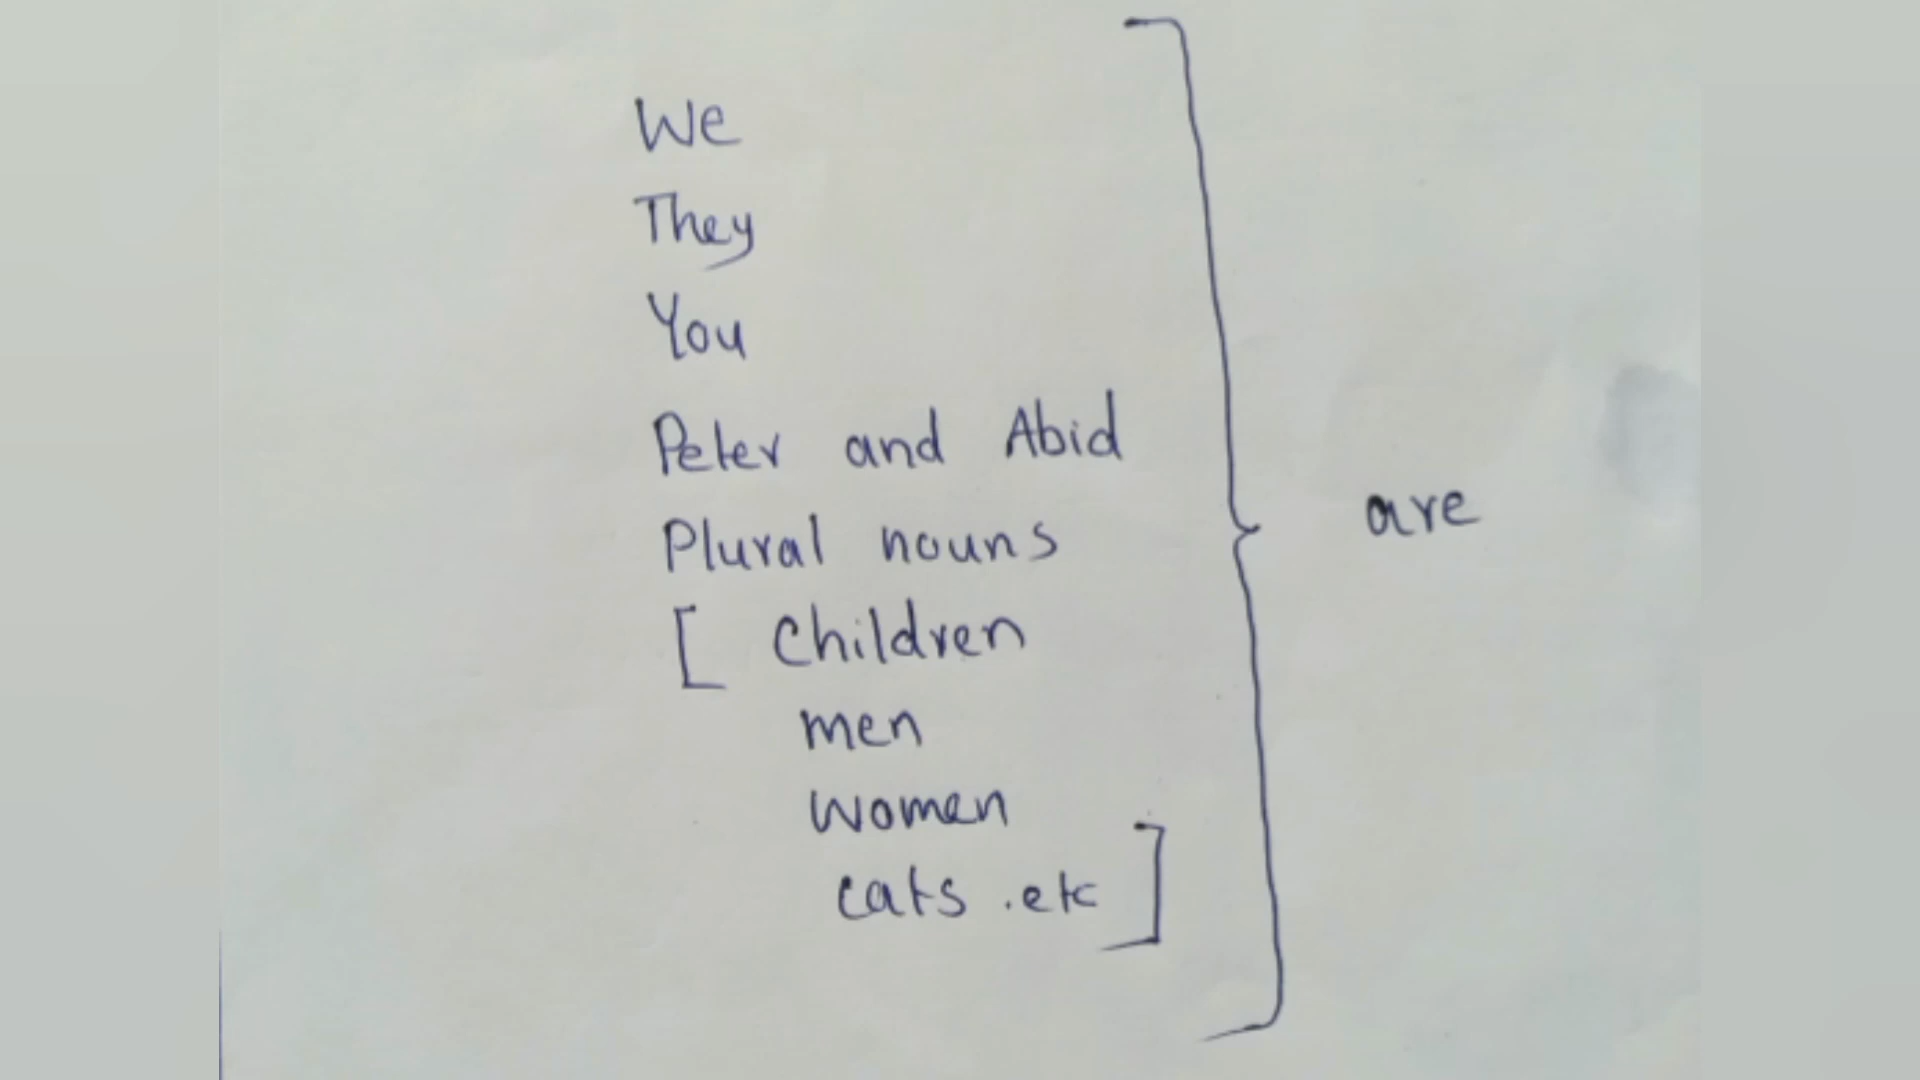 We
They
You
Peter and Abid
Plural nouns
[ Children
men
women
cats .etc ]
are